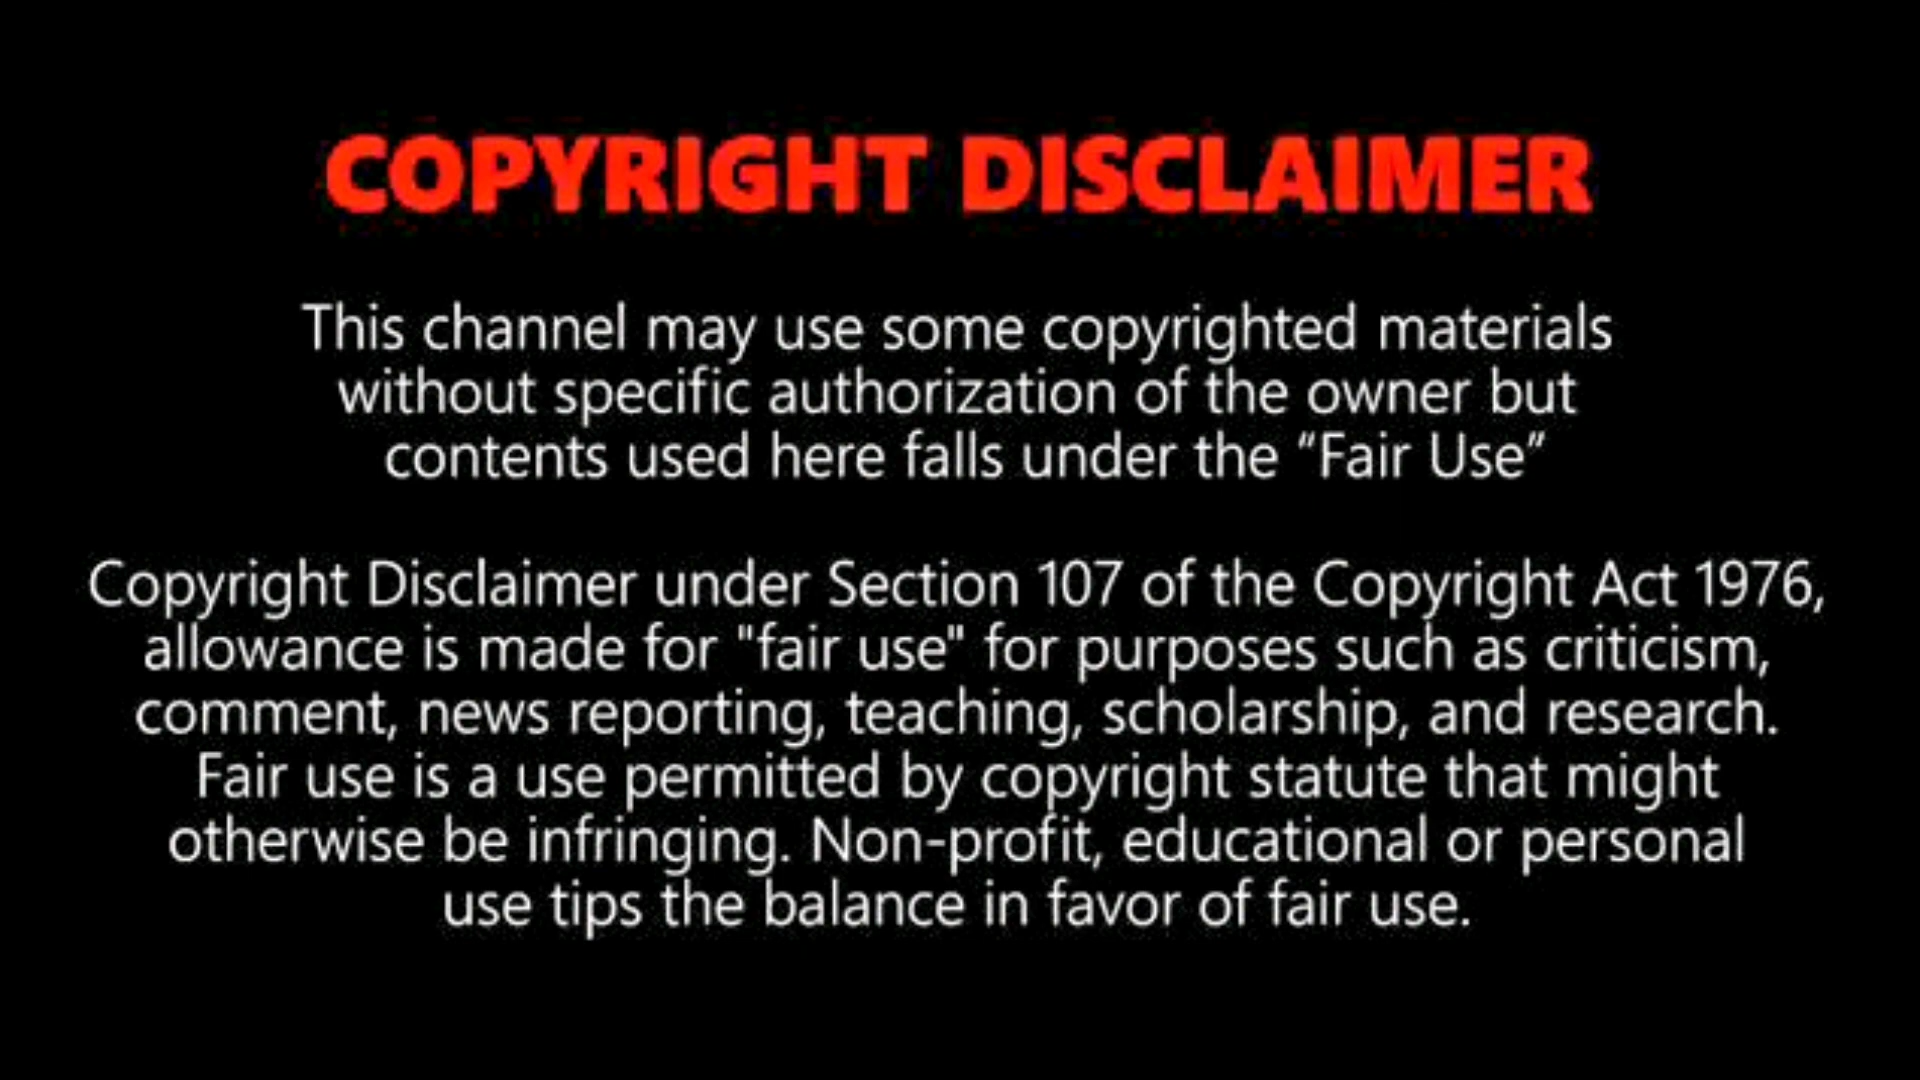 COPYRIGHT DISCLAIMER
This channel may use some copyrighted materials
without specific authorization of the owner but
contents used here falls under the “Fair Use”
Copyright Disclaimer under Section 107 of the Copyright Act 1976,
allowance is made for "fair use" for purposes such as criticism,
comment, news reporting, teaching, scholarship, and research.
Fair use is a use permitted by copyright statute that might
otherwise be infringing. Non-profit, educational or personal
use tips the balance in favor of fair use.